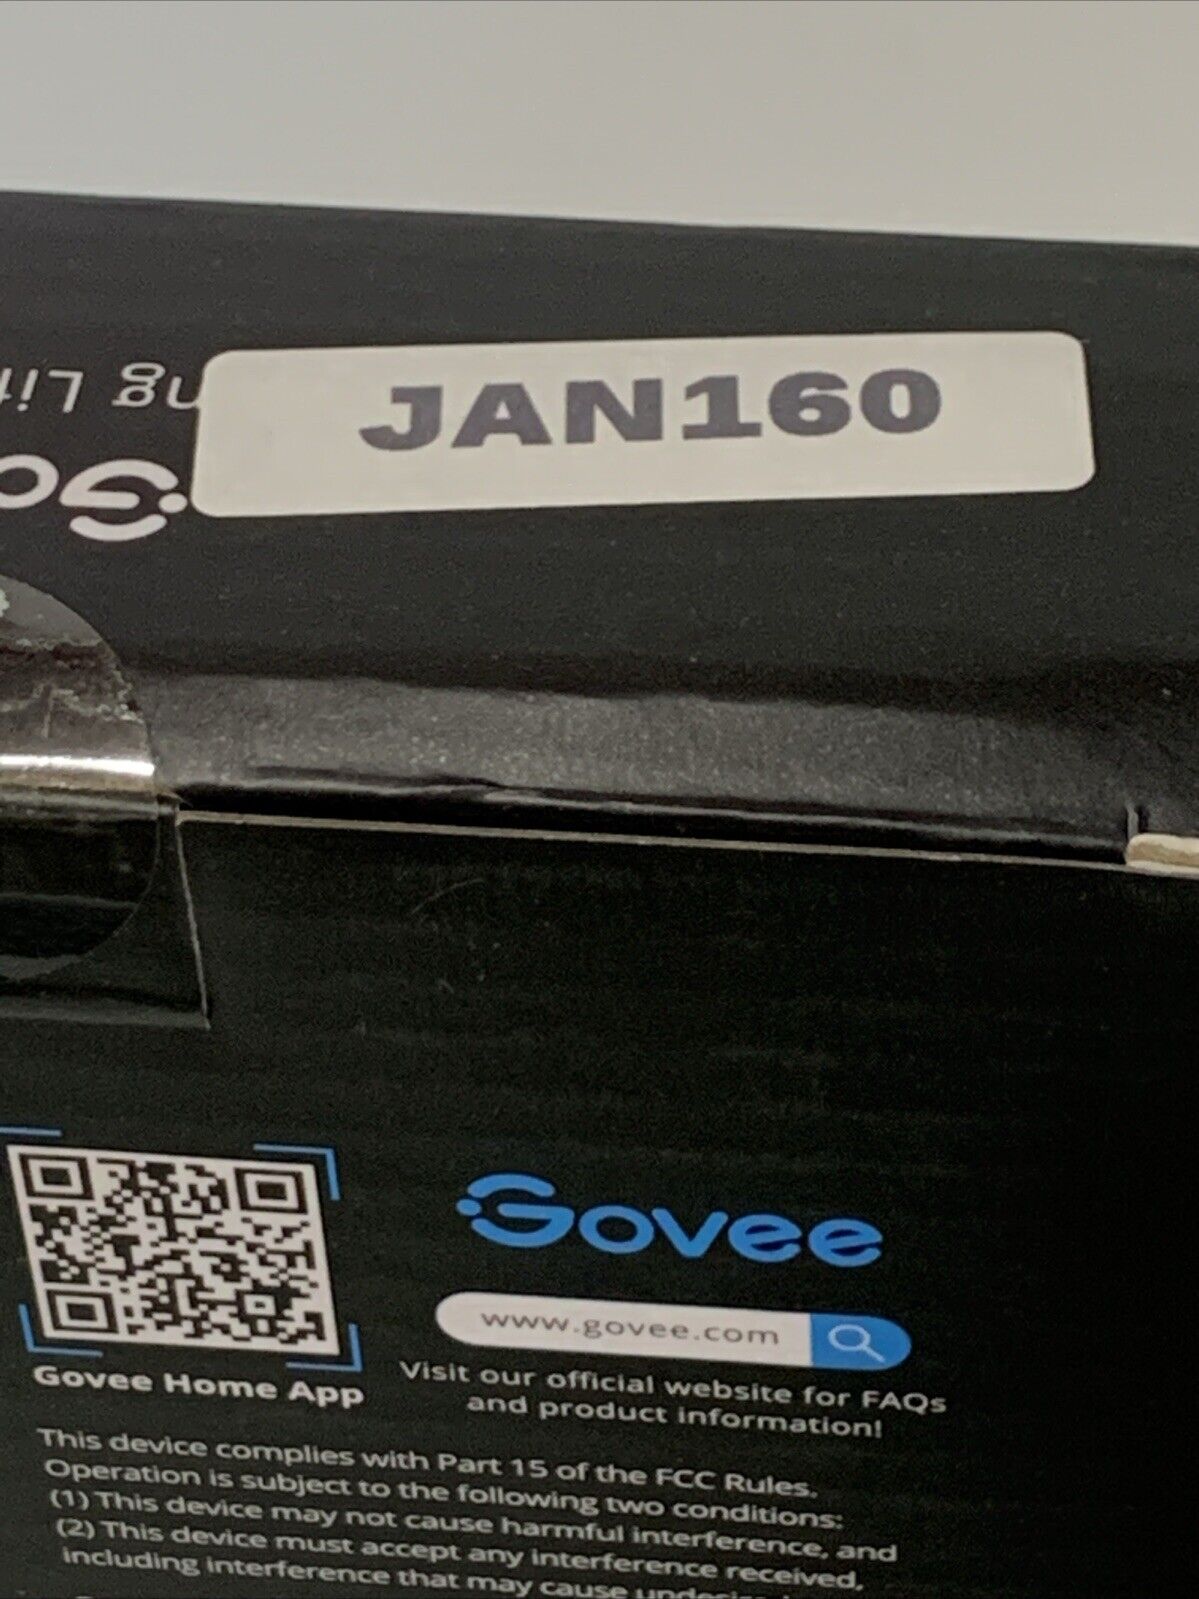 JAN160
Govee
www.govee.com
Visit our official website for FAQs
and product information!
Govee Home App
This device complies with Part 15 of the FCC Rules.
Operation is subject to the following two conditions:
(1) This device may not cause harmful interference, and
(2) This device must accept any interference received,
including interference that may cause